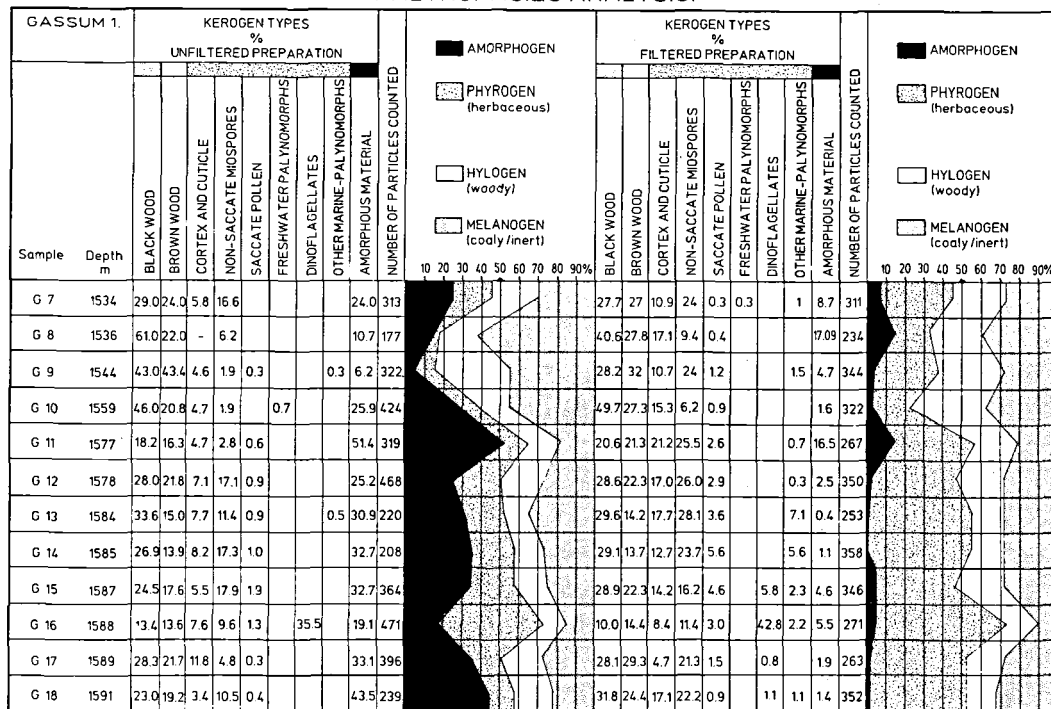 GASSUM 1.
KEROGEN TYPES
%
UNFILTERED PREPARATION
KEROGEN TYPES
%
FILTERED PREPARATION
Sample
Depth
m
BLACK WOOD
BROWN WOOD
CORTEX AND CUTICLE
NON-SACCATE MIOSPORES
SACCATE POLLEN
FRESHWATER PALYNOMORPHS
DINOFLAGELLATES
OTHER MARINE-PALYNOMORPHS
AMORPHOUS MATERIAL
NUMBER OF PARTICLES COUNTED
AMORPHOGEN
PHYROGEN
(herbaceous)
HYLOGEN
(woody)
MELANOGEN
(coaly/inert)
10 20 30 40 50 60 70 80 90%
BLACK WOOD
BROWN WOOD
CORTEX AND CUTICLE
NON-SACCATE MIOSPORES
SACCATE POLLEN
FRESHWATER PALYNOMORPHS
DINOFLAGELLATES
OTHER MARINE-PALYNOMORPHS
AMORPHOUS MATERIAL
NUMBER OF PARTICLES COUNTED
AMORPHOGEN
PHYROGEN
(herbaceous)
HYLOGEN
(woody)
MELANOGEN
(coaly/inert)
10 20 30 40 50 60 70 80 90%
G 7 1534 29.0 24.0 5.8 16.6 24.0 313 27.7 27 10.9 24 0.3 0.3 1 8.7 311
G 8 1536 61.0 22.0 - 6.2 10.7 177 40.6 27.8 17.1 9.4 0.4 17.09 234
G 9 1544 43.0 43.4 4.6 1.9 0.3 0.3 6.2 322 28.2 32 10.7 24 1.2 1.5 4.7 344
G 10 1559 46.0 20.8 4.7 1.9 0.7 25.9 424 49.7 27.3 15.3 6.2 0.9 1.6 322
G 11 1577 18.2 16.3 4.7 2.8 0.6 51.4 319 20.6 21.3 21.2 25.5 2.6 0.7 16.5 267
G 12 1578 28.0 21.8 7.1 17.1 0.9 25.2 468 28.6 22.3 17.0 26.0 2.9 0.3 2.5 350
G 13 1584 33.6 15.0 7.7 11.4 0.9 0.5 30.9 220 29.6 14.2 17.7 28.1 3.6 7.1 0.4 253
G 14 1585 26.9 13.9 8.2 17.3 1.0 32.7 208 29.1 13.7 12.7 23.7 5.6 5.6 1.1 358
G 15 1587 24.5 17.6 5.5 17.9 1.9 32.7 364 28.9 22.3 14.2 16.2 4.6 5.8 2.3 4.6 346
G 16 1588 13.4 13.6 7.6 9.6 1.3 35.5 19.1 471 10.0 14.4 8.4 11.4 3.0 42.8 2.2 5.5 271
G 17 1589 28.3 21.7 11.8 4.8 0.3 33.1 396 28.1 29.3 4.7 21.3 1.5 0.8 1.9 263
G 18 1591 23.0 19.2 3.4 10.5 0.4 43.5 239 31.8 24.4 17.1 22.2 0.9 1.1 1.1 1.4 352